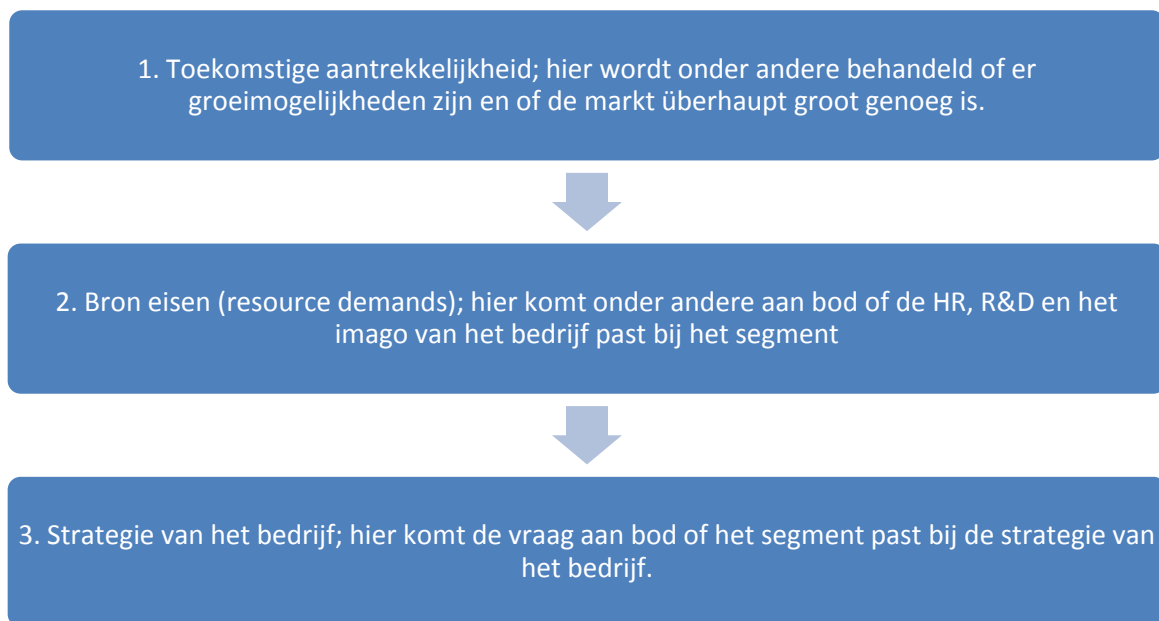 1. Toekomstige aantrekkelijkheid; hier wordt onder andere behandeld of er
groeimogelijkheden zijn en of de markt überhaupt groot genoeg is.
2. Bron eisen (resource demands); hier komt onder andere aan bod of de HR, R&D en het
imago van het bedrijf past bij het segment
3. Strategie van het bedrijf; hier komt de vraag aan bod of het segment past bij de strategie van
het bedrijf.